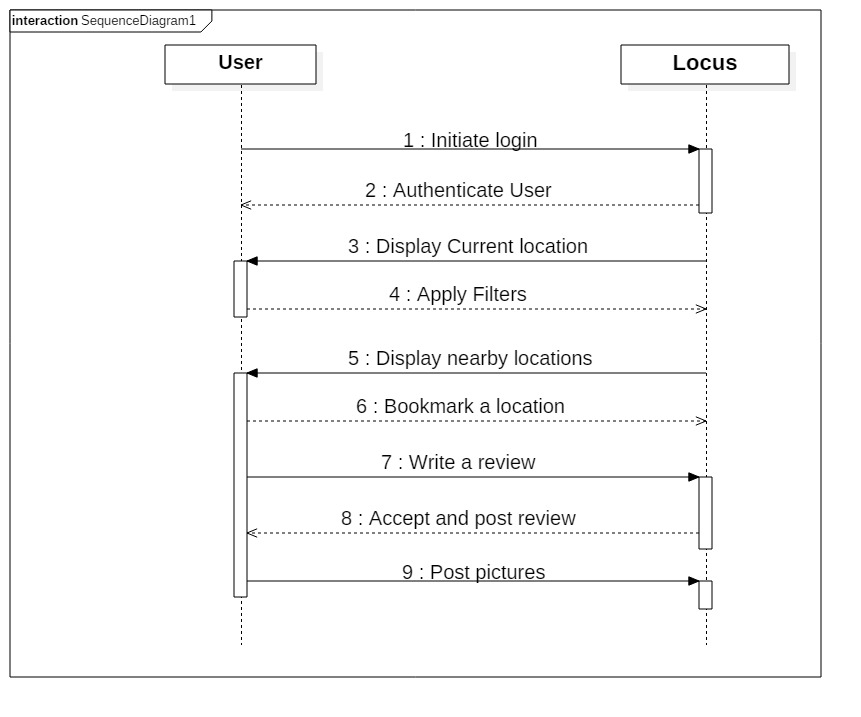 interaction SequenceDiagram1
User
Locus
1 : Initiate login
2 : Authenticate User
3 : Display Current location
4 : Apply Filters
5 : Display nearby locations
6 : Bookmark a location
7 : Write a review
8 : Accept and post review
9 : Post pictures